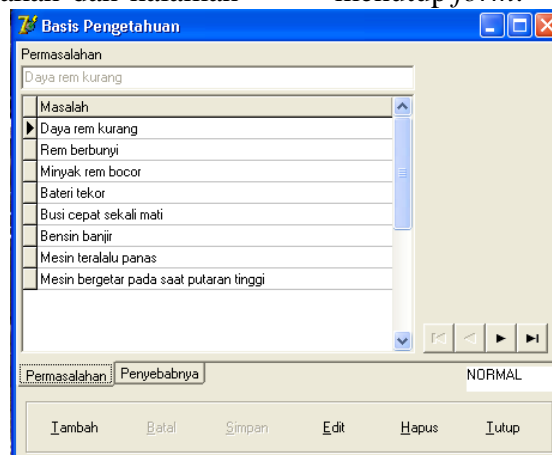 Basis Pengetahuan
Permasalahan
Daya rem kurang
Masalah
Daya rem kurang
Rem berbunyi
Minyak rem bocor
Bateri tekor
Busi cepat sekali mati
Bensin banjir
Mesin teralalu panas
Mesin bergetar pada saat putaran tinggi
Permasalahan Penyebabnya NORMAL
Tambah Batal Simpan Edit Hapus Tutup